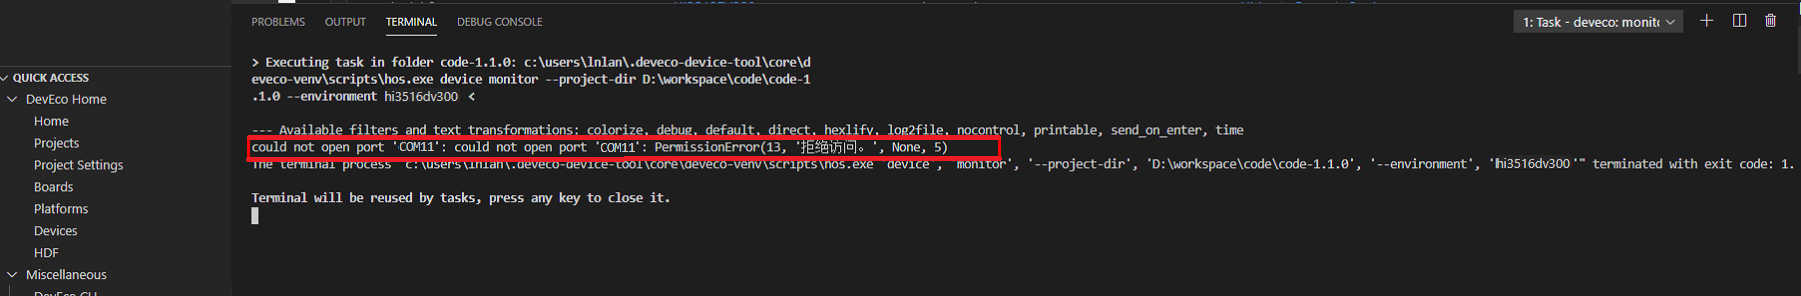 PROBLEMS OUTPUT TERMINAL DEBUG CONSOLE 1: Task - deveco: monito
QUICK ACCESS
DevEco Home
Home
Projects
Project Settings
Boards
Platforms
Devices
HDF
Miscellaneous
> Executing task in folder code-1.1.0: c:\users\lnlan\.deveco-device-tool\core\d
eveco-venv\scripts\hos.exe device monitor --project-dir D:\workspace\code\code-1
.1.0 --environment hi3516dv300 <
--- Available filters and text transformations: colorize, debug, default, direct, hexlify, log2file, nocontrol, printable, send_on_enter, time
could not open port 'COM11': could not open port 'COM11': PermissionError(13, '拒绝访问。', None, 5)
The terminal process "c:\users\lnlan\.deveco-device-tool\core\deveco-venv\scripts\hos.exe 'device', 'monitor', '--project-dir', 'D:\workspace\code\code-1.1.0', '--environment', 'hi3516dv300'" terminated with exit code: 1.
Terminal will be reused by tasks, press any key to close it.